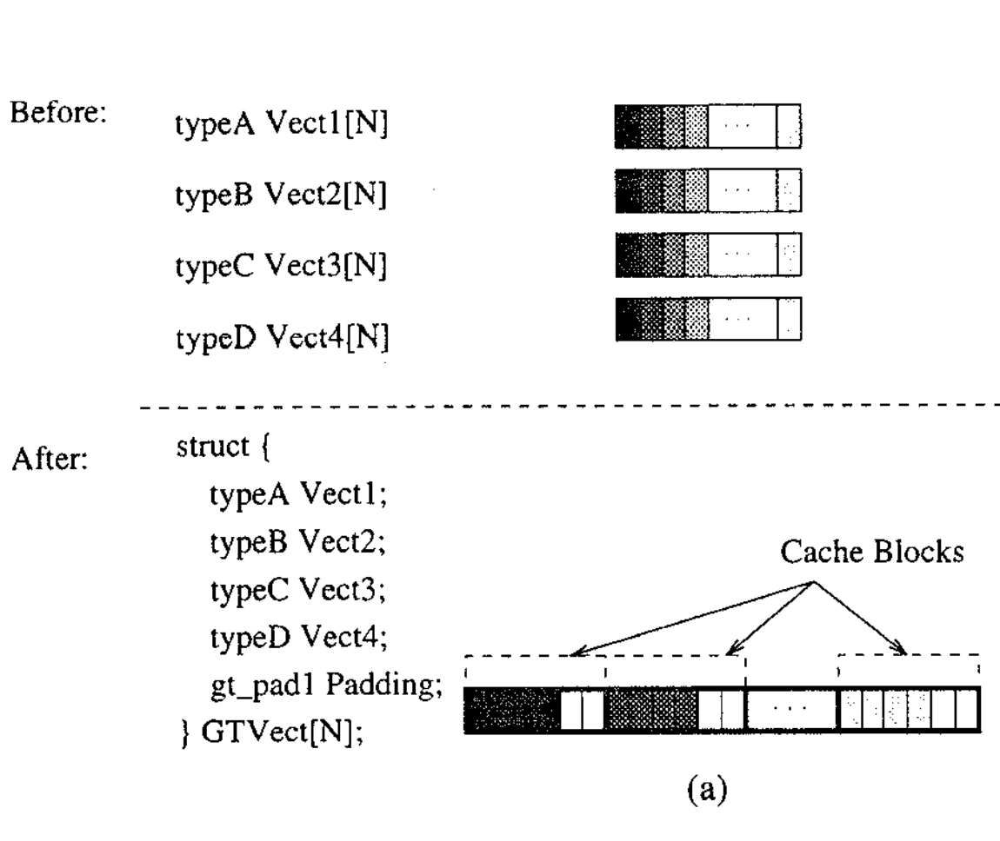 Before:
typeA Vect1[N]
...
typeB Vect2[N]
...
typeC Vect3[N]
...
typeD Vect4[N]
...
After:
struct {
typeA Vect1;
typeB Vect2;
typeC Vect3;
typeD Vect4;
gt_pad1 Padding;
} GTVect[N];
Cache Blocks
...
(a)